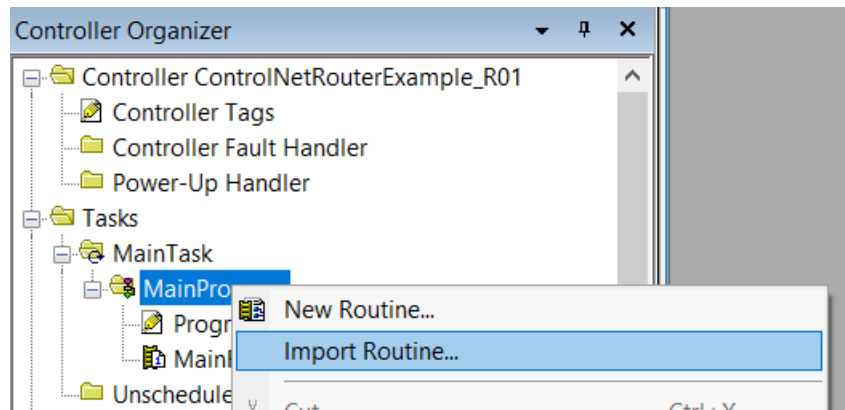 Controller Organizer
Controller ControlNetRouterExample_R01
Controller Tags
Controller Fault Handler
Power-Up Handler
Tasks
MainTask
MainPro
New Routine...
Progr
Import Routine...
Main
Unschedule